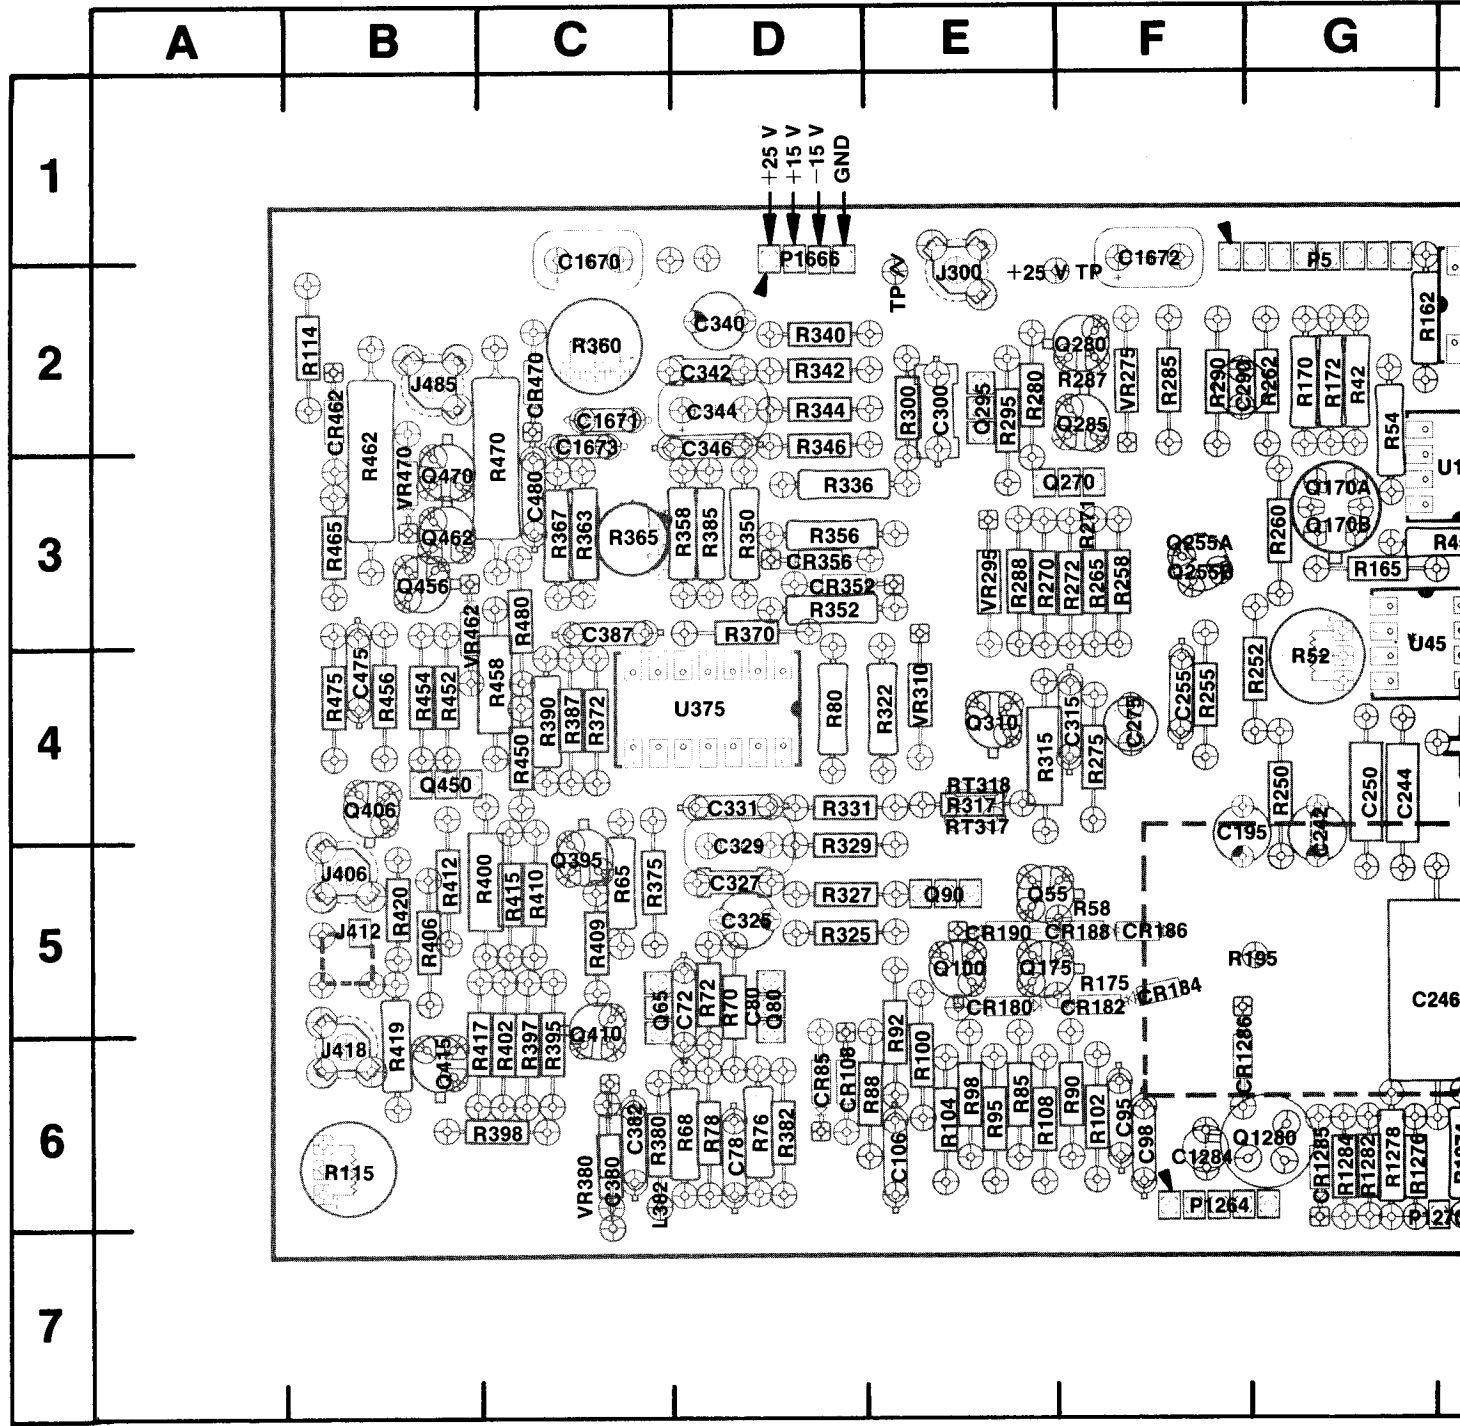 A B C D E F G
1
+25 V
+15 V
−15 V
GND
C1670 P1666 TP IV J300 +25 V TP C1672 P5
2
R114 C340 R340 R162
R360 Q280
CR462 J485 CR470 C342 R342 R300 C300 Q295 R295 R280 R287 VR275 R285 R290 C290 R262 R170 R172 R42
R462 R470 C1671 C344 R344 Q285 R54
VR470 C1673 C346 R346
Q470 C480 R336 Q270 Q170A U1
3
R465 Q462 R367 R363 R365 R358 R385 R350 R356 R271 R260 Q170B
CR356 Q255A R4
Q456 CR352 VR295 R288 R270 R272 R265 R258 Q255B R165
R352
VR462 R480 C387 R370 U45
R52
4
R475 C475 R456 R454 R452 R458 R390 R387 R372 U375 R80 R322 VR310 Q310 R315 C315 R275 C275 C255 R255 R252
R450
Q450 RT318 R250 C250 C244
Q406 C331 R331 R317
RT317 C195 C242
C329 R329
5
J406 R420 R412 R400 R415 R410 Q395 R65 R375 C327 R327 Q90 Q55 R58
R406 C325
J412 R409 R325 CR190 CR188 CR186
Q100 Q175 R195
R175 CR184
Q65 C72 R72 R70 C80 Q80 CR180 CR182 C246
6
J418 R419 Q415 R417 R402 R397 R395 Q410 CR85 CR108 R88 R92 R100 CR1286
R104 R98 R95 R85 R108 R90 R102 C95 C98
R398 C382 R380 R68 R78 C78 R76 R382 C106 Q1280
R115 VR380 C380 L382 C1284 CR1285 R1284 R1282 R1278 R1276
P1264 P1270
7